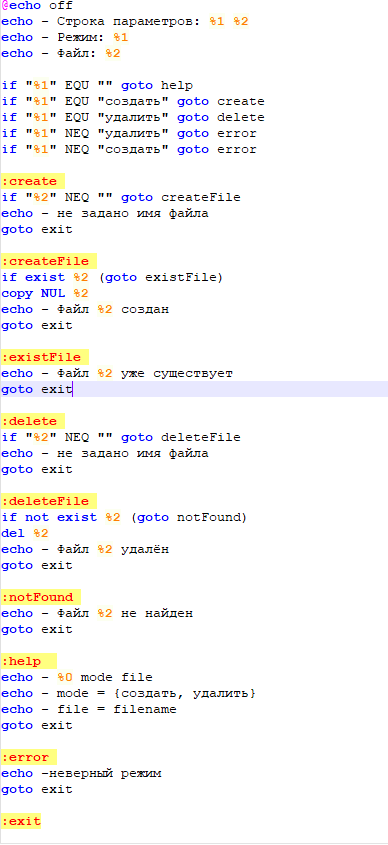 @echo off
echo - Строка параметров: %1 %2
echo - Режим: %1
echo - Файл: %2
if "%1" EQU "" goto help
if "%1" EQU "создать" goto create
if "%1" EQU "удалить" goto delete
if "%1" NEQ "удалить" goto error
if "%1" NEQ "создать" goto error
:create
if "%2" NEQ "" goto createFile
echo - не задано имя файла
goto exit
:createFile
if exist %2 (goto existFile)
copy NUL %2
echo - Файл %2 создан
goto exit
:existFile
echo - Файл %2 уже существует
goto exit
:delete
if "%2" NEQ "" goto deleteFile
echo - не задано имя файла
goto exit
:deleteFile
if not exist %2 (goto notFound)
del %2
echo - Файл %2 удалён
goto exit
:notFound
echo - Файл %2 не найден
goto exit
:help
echo - %0 mode file
echo - mode = {создать, удалить}
echo - file = filename
goto exit
:error
echo -неверный режим
goto exit
:exit